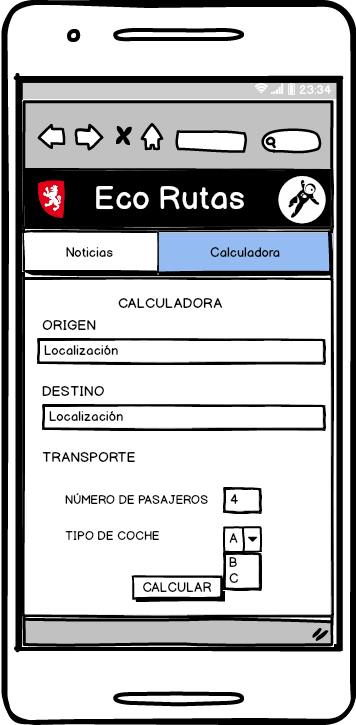 23:34
Eco Rutas
Noticias Calculadora
CALCULADORA
ORIGEN
Localización
DESTINO
Localización
TRANSPORTE
NÚMERO DE PASAJEROS 4
TIPO DE COCHE A
B
C
CALCULAR